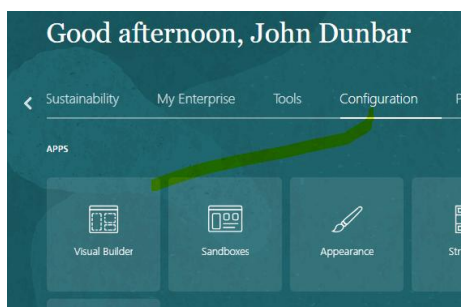 Good afternoon, John Dunbar
Sustainability My Enterprise Tools Configuration
APPS
Visual Builder Sandboxes Appearance